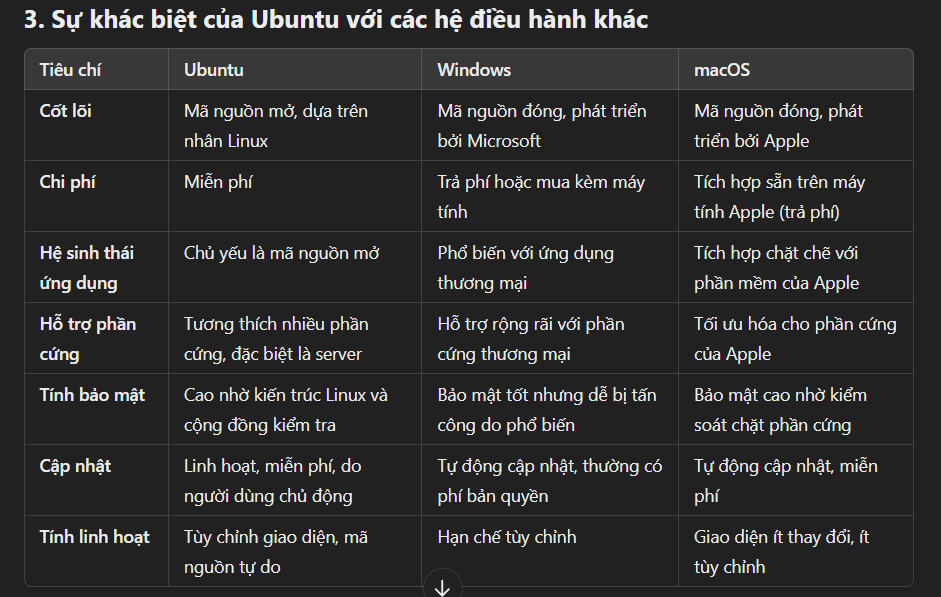 3. Sự khác biệt của Ubuntu với các hệ điều hành khác
Tiêu chí Ubuntu Windows macOS
Cốt lõi Mã nguồn mở, dựa trên Mã nguồn đóng, phát triển Mã nguồn đóng, phát
nhân Linux bởi Microsoft triển bởi Apple
Chi phí Miễn phí Trả phí hoặc mua kèm máy Tích hợp sẵn trên máy
tính tính Apple (trả phí)
Hệ sinh thái Chủ yếu là mã nguồn mở Phổ biến với ứng dụng Tích hợp chặt chẽ với
ứng dụng thương mại phần mềm của Apple
Hỗ trợ phần Tương thích nhiều phần Hỗ trợ rộng rãi với phần Tối ưu hóa cho phần cứng
cứng cứng, đặc biệt là server cứng thương mại của Apple
Tính bảo mật Cao nhờ kiến trúc Linux và Bảo mật tốt nhưng dễ bị tấn Bảo mật cao nhờ kiểm
cộng đồng kiểm tra công do phổ biến soát chặt phần cứng
Cập nhật Linh hoạt, miễn phí, do Tự động cập nhật, thường có Tự động cập nhật, miễn
người dùng chủ động phí bản quyền phí
Tính linh hoạt Tùy chỉnh giao diện, mã Hạn chế tùy chỉnh Giao diện ít thay đổi, ít
nguồn tự do tùy chỉnh